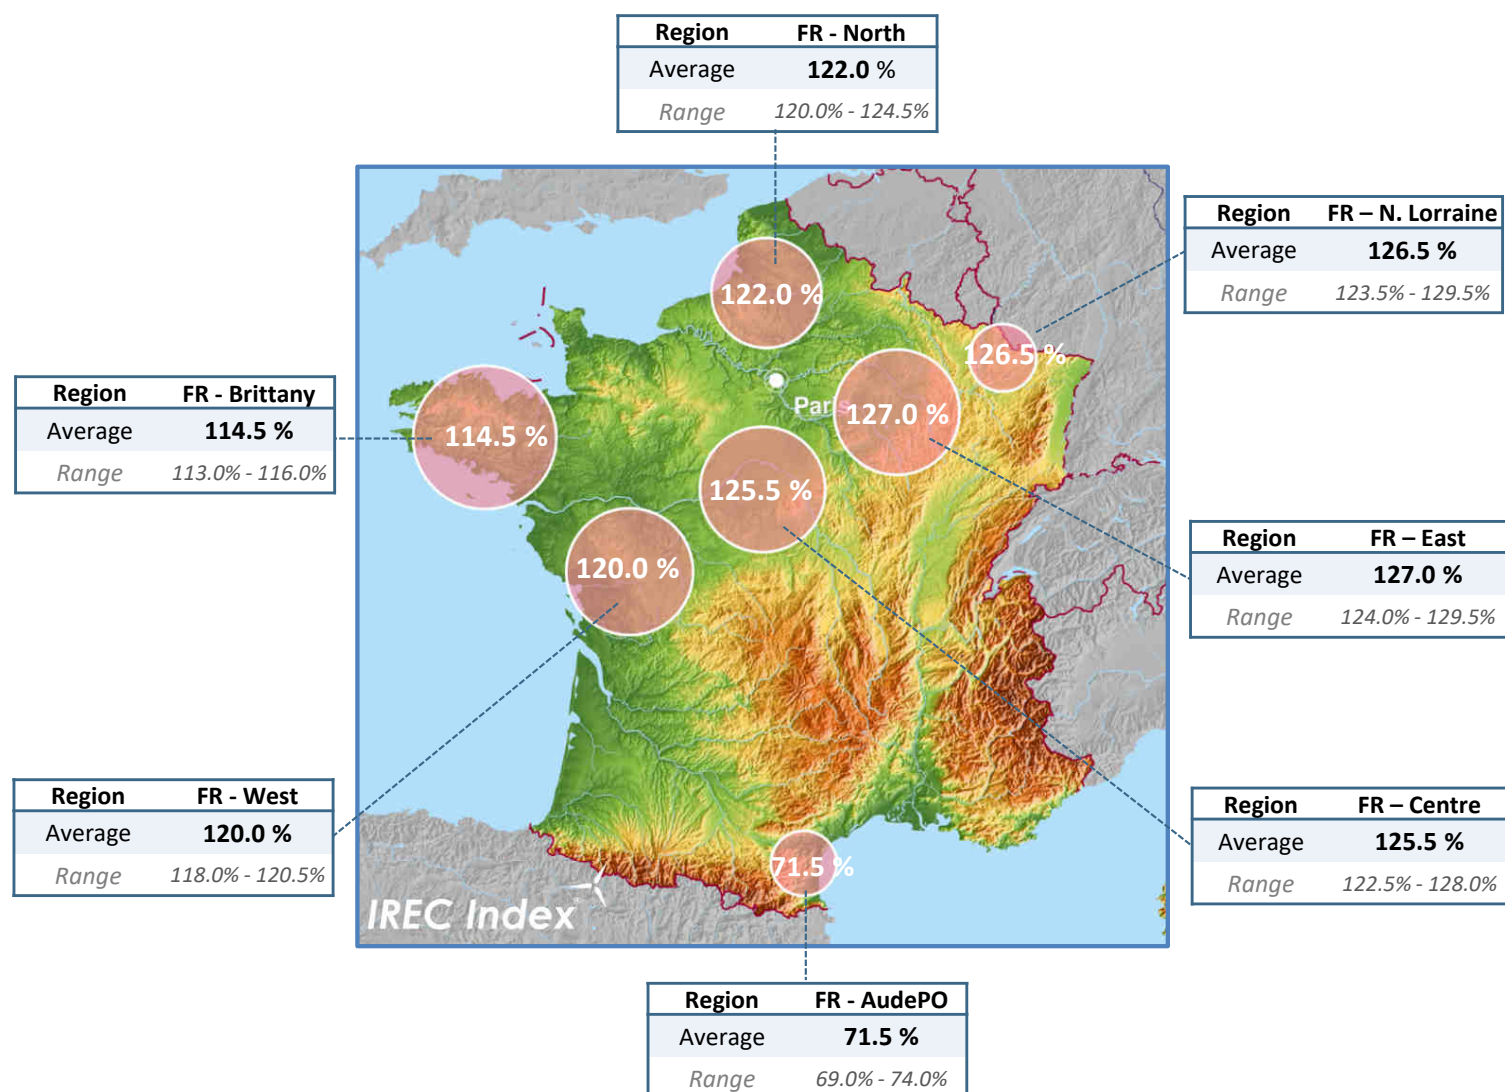 Region FR - North
Average 122.0 %
Range 120.0% - 124.5%
Region FR – N. Lorraine
Average 126.5 %
Range 123.5% - 129.5%
122.0 %
126.5 %
Region FR - Brittany
Average 114.5 %
Range 113.0% - 116.0%
Paris
127.0 %
114.5 %
125.5 %
Region FR – East
Average 127.0 %
Range 124.0% - 129.5%
120.0 %
Region FR - West
Average 120.0 %
Range 118.0% - 120.5%
Region FR – Centre
Average 125.5 %
Range 122.5% - 128.0%
71.5 %
IREC Index
Region FR - AudePO
Average 71.5 %
Range 69.0% - 74.0%